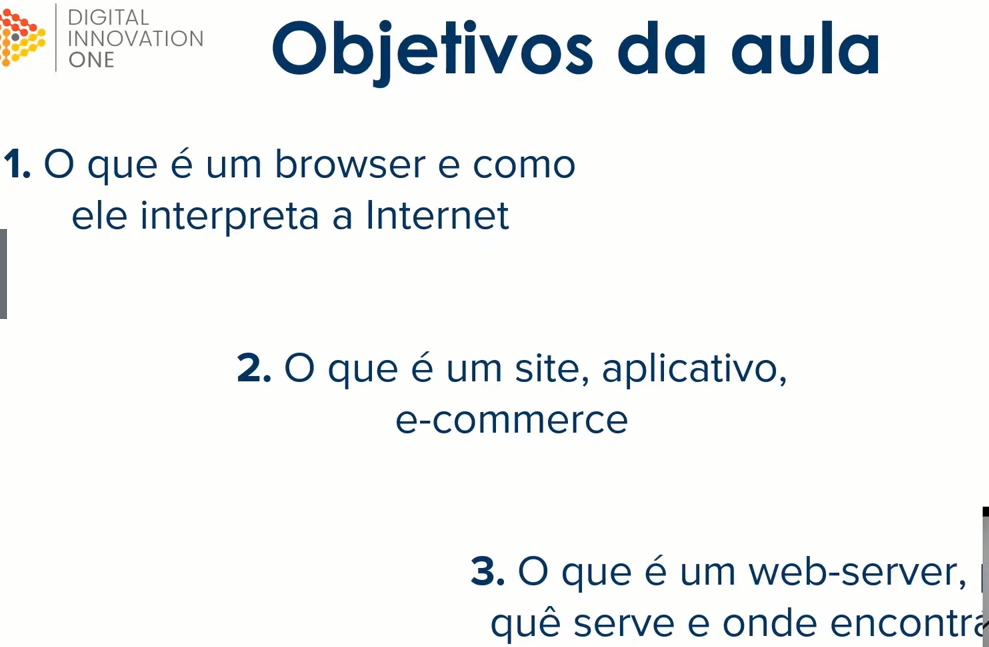 DIGITAL
INNOVATION
ONE
Objetivos da aula
1. O que é um browser e como
ele interpreta a Internet
2. O que é um site, aplicativo,
e-commerce
3. O que é um web-server,
quê serve e onde